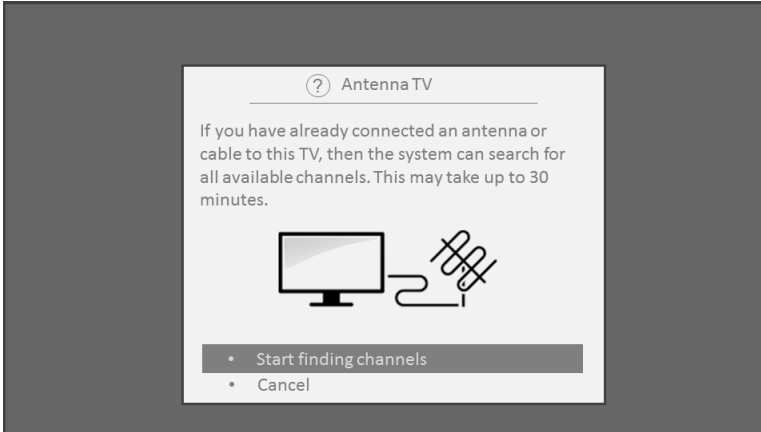 ? Antenna TV
If you have already connected an antenna or
cable to this TV, then the system can search for
all available channels. This may take up to 30
minutes.
• Start finding channels
• Cancel